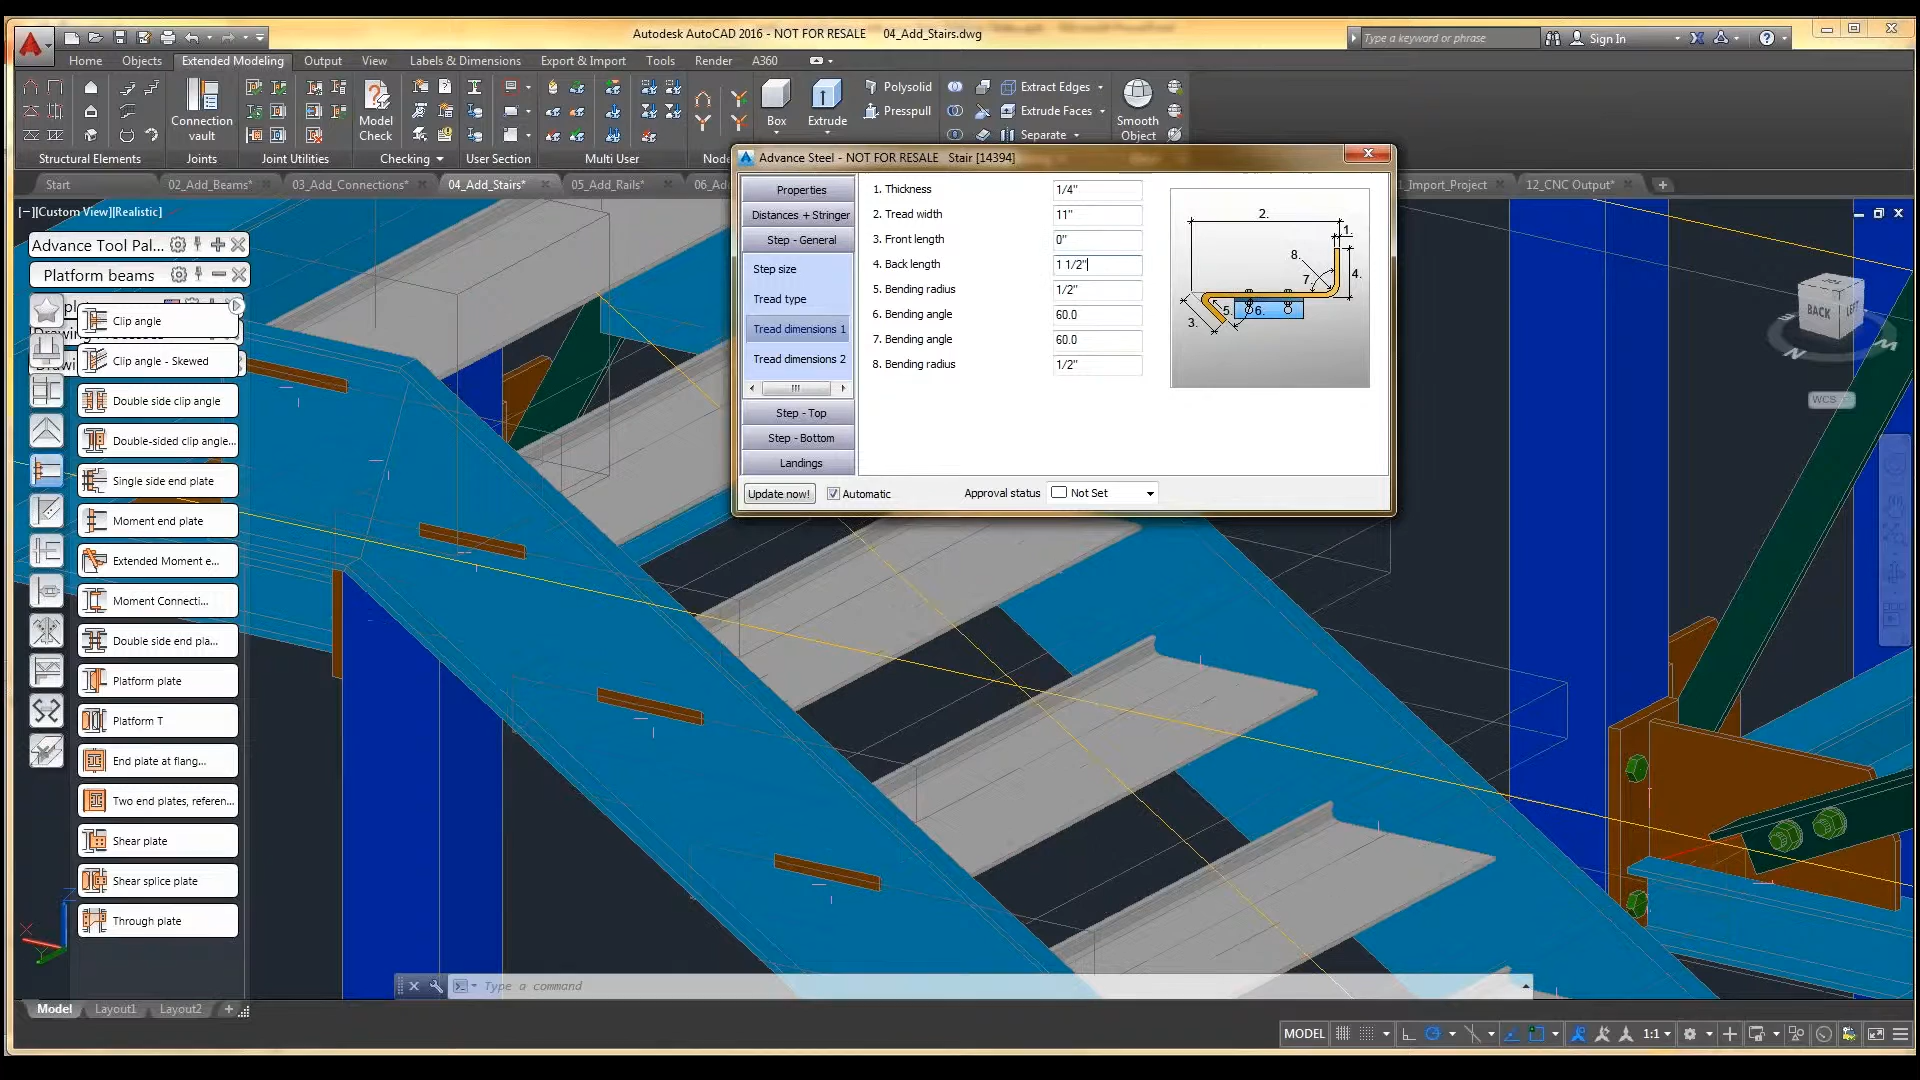 Autodesk AutoCAD 2016 - NOT FOR RESALE 04_Add_Stairs.dwg
Type a keyword or phrase
Sign In
Home Objects Extended Modeling Output View Labels & Dimensions Export & Import Tools Render A360
Connection vault
Model Check
Box
Extrude
Polysolid
Presspull
Extract Edges
Extrude Faces
Separate
Smooth Object
Structural Elements Joints Joint Utilities Checking User Section Multi User
Start 02_Add_Beams* 03_Add_Connections* 04_Add_Stairs* 05_Add_Rails* 12_CNC Output*
[−][Custom View][Realistic]
Advance Tool Pal...
Platform beams
Clip angle
Clip angle - Skewed
Double side clip angle
Double-sided clip angle...
Single side end plate
Moment end plate
Extended Moment e...
Moment Connecti...
Double side end pla...
Platform plate
Platform T
End plate at flang...
Two end plates, referen...
Shear plate
Shear splice plate
Through plate
Advance Steel - NOT FOR RESALE Stair [14394]
Properties
Distances + Stringer
Step - General
Step size
Tread type
Tread dimensions 1
Tread dimensions 2
Step - Top
Step - Bottom
Landings
1. Thickness 1/4"
2. Tread width 11"
3. Front length 0"
4. Back length 1 1/2"
5. Bending radius 1/2"
6. Bending angle 60.0
7. Bending angle 60.0
8. Bending radius 1/2"
2.
1.
8.
7.
4.
5.
6.
3.
Update now! Automatic Approval status Not Set
BACK
LEFT
N
WCS
Type a command
Model Layout1 Layout2 +
MODEL
1:1